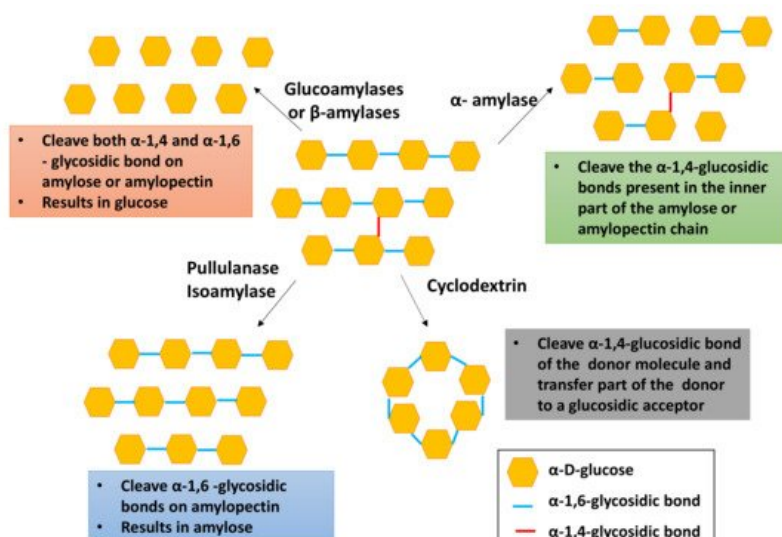 Glucoamylases
or β-amylases
α- amylase
• Cleave both α-1,4 and α-1,6
- glycosidic bond on
amylose or amylopectin
• Results in glucose
• Cleave the α-1,4-glucosidic
bonds present in the inner
part of the amylose or
amylopectin chain
Pullulanase
Isoamylase
Cyclodextrin
• Cleave α-1,4-glucosidic bond
of the donor molecule and
transfer part of the donor
to a glucosidic acceptor
• Cleave α-1,6 -glycosidic
bonds on amylopectin
• Results in amylose
α-D-glucose
α-1,6-glycosidic bond
α-1,4-glycosidic bond